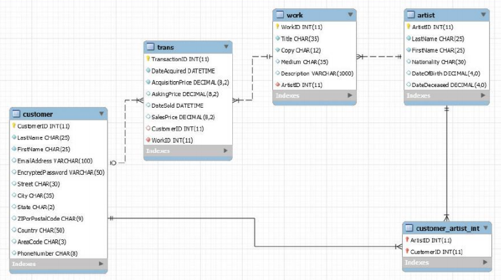 work
WorkID INT(11)
Title CHAR(35)
Copy CHAR(12)
Medium CHAR(35)
Description VARCHAR(1000)
ArtistID INT(11)
Indexes
artist
ArtistID INT(11)
LastName CHAR(25)
FirstName CHAR(25)
Nationality CHAR(30)
DateOfBirth DECIMAL(4,0)
DateDeceased DECIMAL(4,0)
Indexes
trans
TransactionID INT(11)
DateAcquired DATETIME
AcquisitionPrice DECIMAL(8,2)
AskingPrice DECIMAL(8,2)
DateSold DATETIME
SalesPrice DECIMAL(8,2)
CustomerID INT(11)
WorkID INT(11)
Indexes
customer
CustomerID INT(11)
LastName CHAR(25)
FirstName CHAR(25)
EmailAddress VARCHAR(100)
EncryptedPassword VARCHAR(50)
Street CHAR(30)
City CHAR(35)
State CHAR(2)
ZIPorPostalCode CHAR(9)
Country CHAR(50)
AreaCode CHAR(3)
PhoneNumber CHAR(8)
Indexes
customer_artist_int
ArtistID INT(11)
CustomerID INT(11)
Indexes